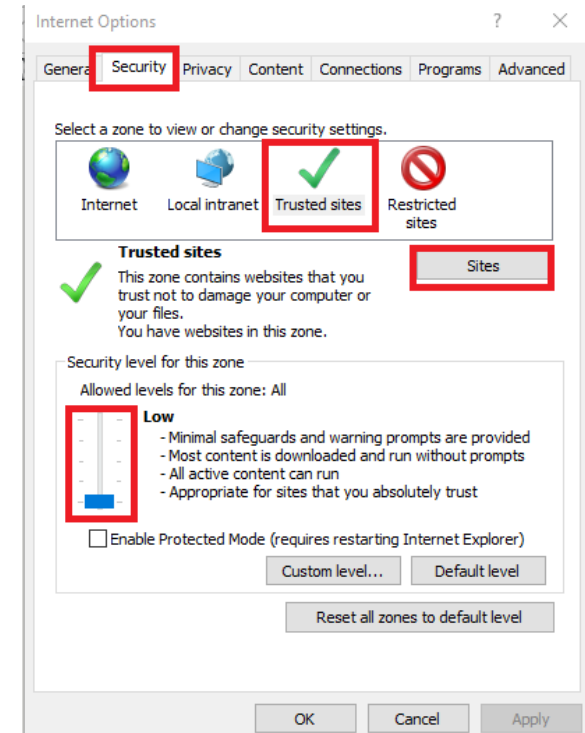 Internet Options
?
General Security Privacy Content Connections Programs Advanced
Select a zone to view or change security settings.
Internet Local intranet Trusted sites Restricted
sites
Trusted sites
Sites
This zone contains websites that you
trust not to damage your computer or
your files.
You have websites in this zone.
Security level for this zone
Allowed levels for this zone: All
Low
- Minimal safeguards and warning prompts are provided
- Most content is downloaded and run without prompts
- All active content can run
- Appropriate for sites that you absolutely trust
Enable Protected Mode (requires restarting Internet Explorer)
Custom level... Default level
Reset all zones to default level
OK Cancel Apply